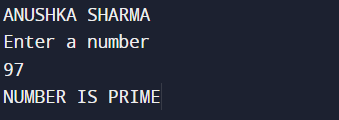 ANUSHKA SHARMA
Enter a number
97
NUMBER IS PRIME